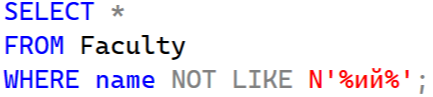 SELECT *
FROM Faculty
WHERE name NOT LIKE N'%ий%';